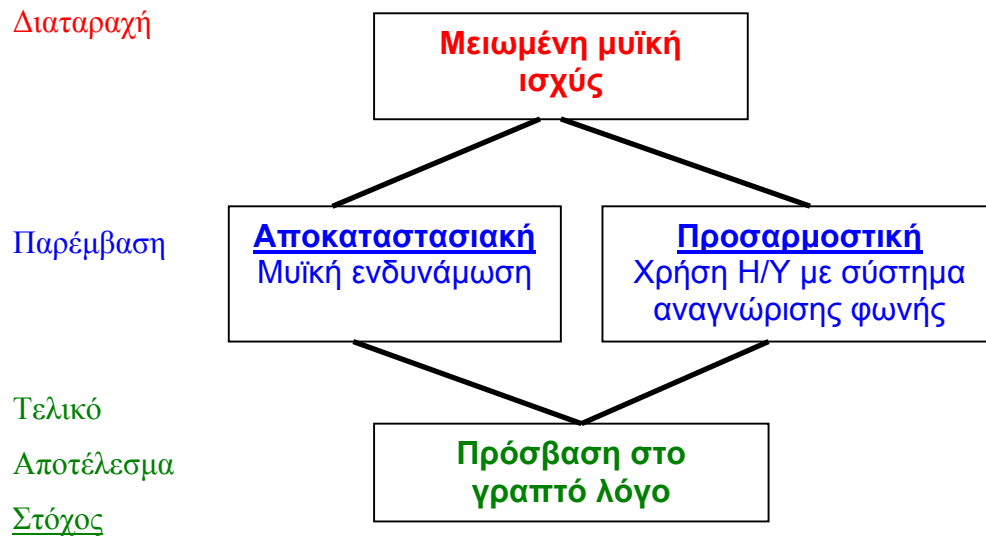 Διαταραχή
Μειωμένη μυϊκή
ισχύς
Παρέμβαση
Αποκαταστασιακή
Μυϊκή ενδυνάμωση
Προσαρμοστική
Χρήση Η/Υ με σύστημα
αναγνώρισης φωνής
Τελικό
Αποτέλεσμα
Στόχος
Πρόσβαση στο
γραπτό λόγο